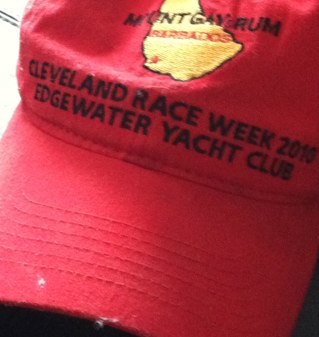 MOUNT GAY RUM
BARBADOS
CLEVELAND RACE WEEK 2010
EDGEWATER YACHT CLUB